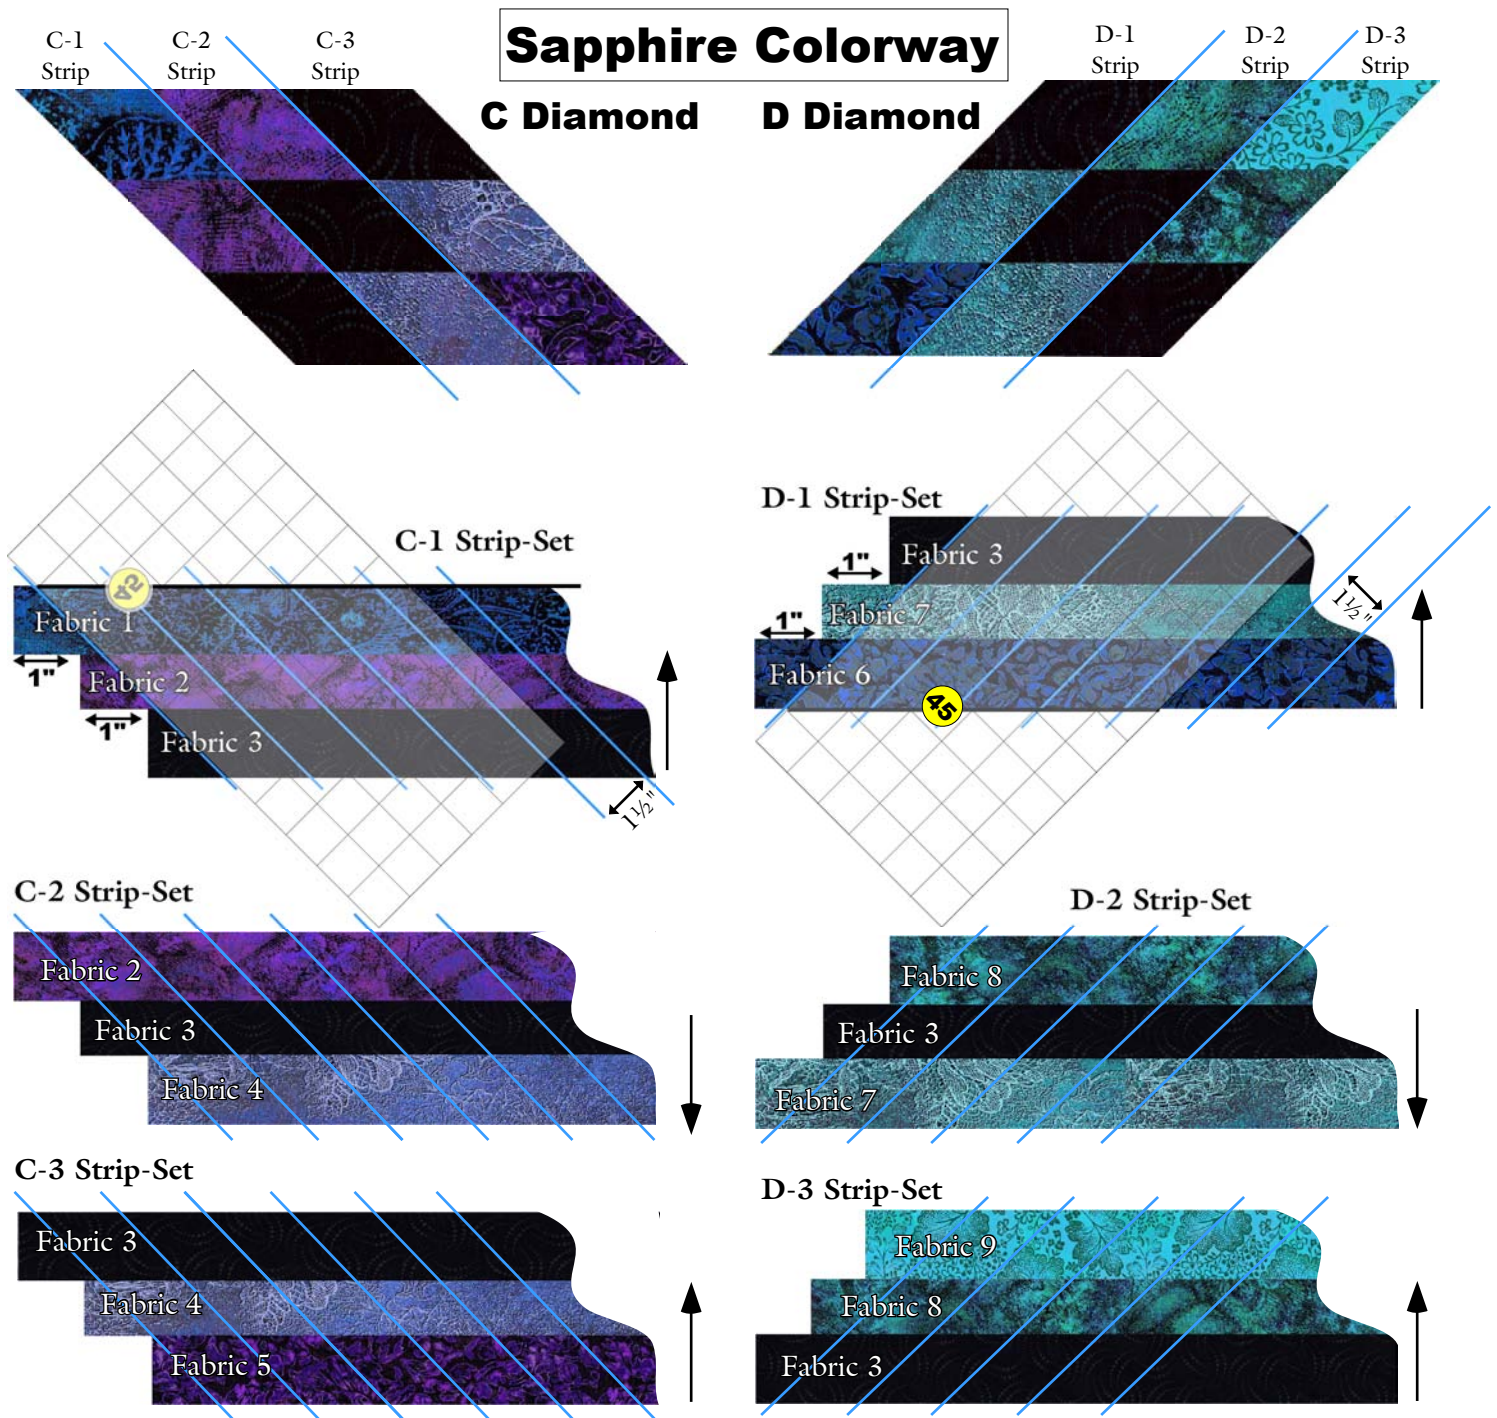 Sapphire Colorway
C-1
Strip
C-2
Strip
C-3
Strip
D-1
Strip
D-2
Strip
D-3
Strip
C Diamond
D Diamond
C-1 Strip-Set
45
Fabric 1
1"
Fabric 2
1"
Fabric 3
1½"
D-1 Strip-Set
Fabric 3
1"
Fabric 7
1"
Fabric 6
45
1½"
C-2 Strip-Set
Fabric 2
Fabric 3
Fabric 4
D-2 Strip-Set
Fabric 8
Fabric 3
Fabric 7
C-3 Strip-Set
Fabric 3
Fabric 4
Fabric 5
D-3 Strip-Set
Fabric 9
Fabric 8
Fabric 3